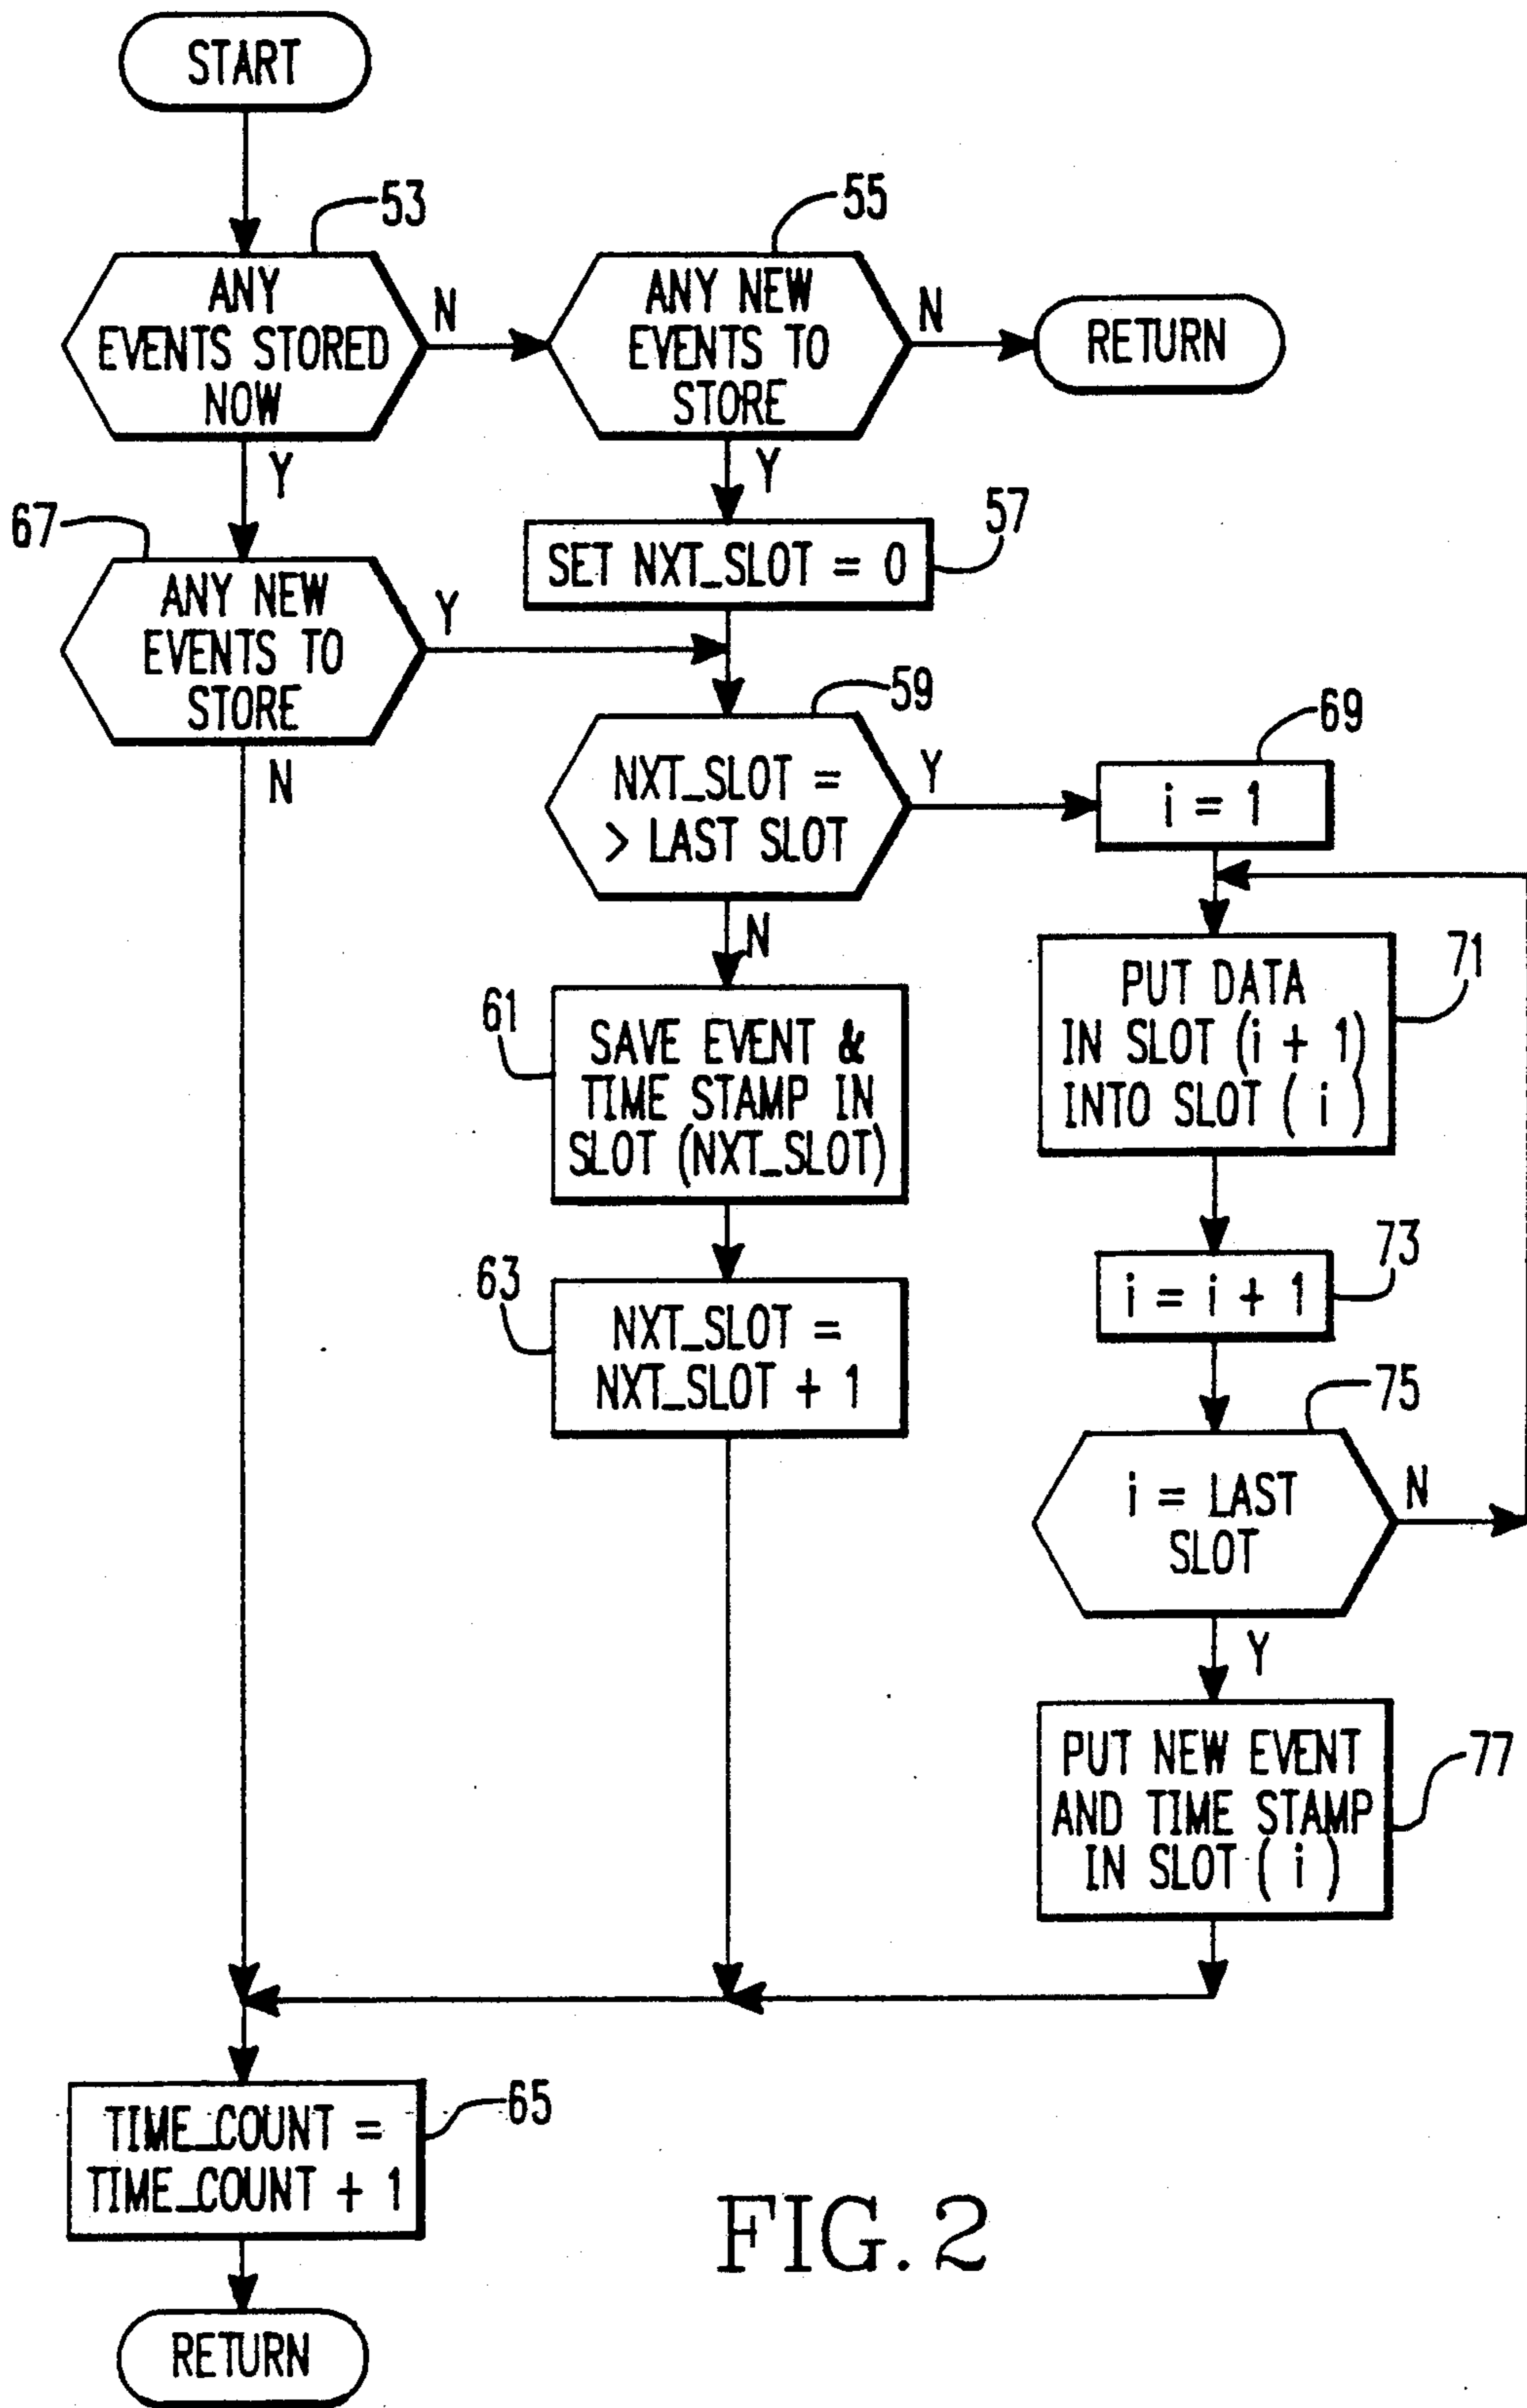 START
53
ANY
EVENTS STORED
NOW
N
Y
55
ANY NEW
EVENTS TO
STORE
N
Y
RETURN
67
ANY NEW
EVENTS TO
STORE
Y
N
57
SET NXT_SLOT = 0
59
NXT_SLOT =
> LAST SLOT
Y
N
69
i = 1
61
SAVE EVENT &
TIME STAMP IN
SLOT (NXT_SLOT)
71
PUT DATA
IN SLOT (i + 1)
INTO SLOT ( i )
63
NXT_SLOT =
NXT_SLOT + 1
73
i = i + 1
75
i = LAST
SLOT
N
Y
77
PUT NEW EVENT
AND TIME STAMP
IN SLOT ( i )
65
TIME_COUNT =
TIME_COUNT + 1
RETURN
FIG. 2